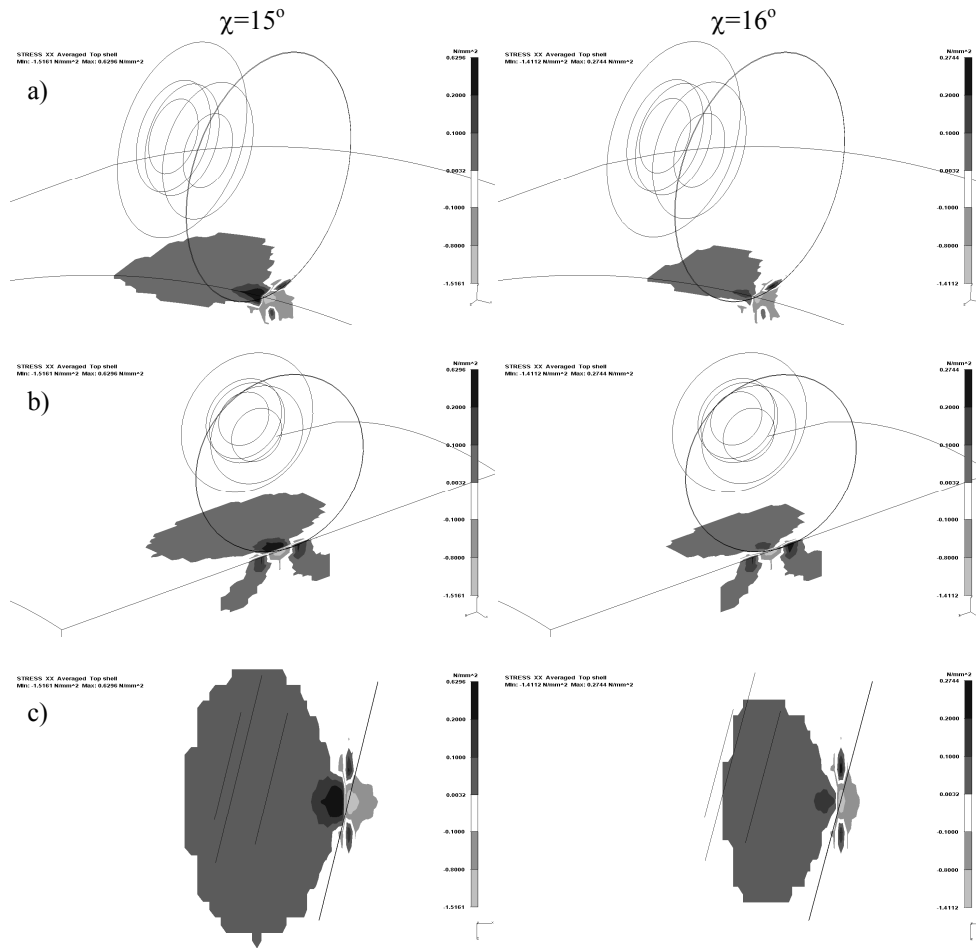 χ=15°
χ=16°
STRESS XX Averaged Top shell
Min: -1.5161 N/mm^2 Max: 0.6296 N/mm^2
N/mm^2
0.6296
0.2000
0.1000
0.0032
-0.1000
-0.8000
-1.5161
a)
STRESS XX Averaged Top shell
Min: -1.4112 N/mm^2 Max: 0.2744 N/mm^2
N/mm^2
0.2744
0.2000
0.1000
0.0032
-0.1000
-0.8000
-1.4112
STRESS XX Averaged Top shell
Min: -1.5161 N/mm^2 Max: 0.6296 N/mm^2
N/mm^2
0.6296
0.2000
0.1000
0.0032
-0.1000
-0.8000
-1.5161
b)
STRESS XX Averaged Top shell
Min: -1.4112 N/mm^2 Max: 0.2744 N/mm^2
N/mm^2
0.2744
0.2000
0.1000
0.0032
-0.1000
-0.8000
-1.4112
STRESS XX Averaged Top shell
Min: -1.5161 N/mm^2 Max: 0.6296 N/mm^2
N/mm^2
0.6296
0.2000
0.1000
0.0032
-0.1000
-0.8000
-1.5161
c)
STRESS XX Averaged Top shell
Min: -1.4112 N/mm^2 Max: 0.2744 N/mm^2
N/mm^2
0.2744
0.2000
0.1000
0.0032
-0.1000
-0.8000
-1.4112